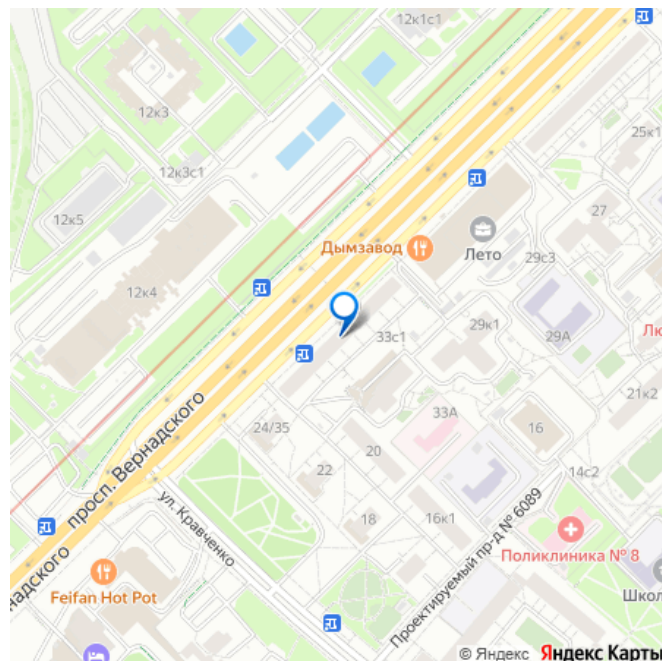 12к1с1
12к3
25к1
12к3с1
27
12к5
Дымзавод
Лето
29с3
12к4
33с1
29к1
29А
21к2
33А
24/35
20
16
22
14с2
просп. Вернадского
ул. Кравченко
18
16к1
Проектируемый пр-д № 6089
Поликлиника № 8
Feifan Hot Pot
Школ
© Яндекс Яндекс Карты